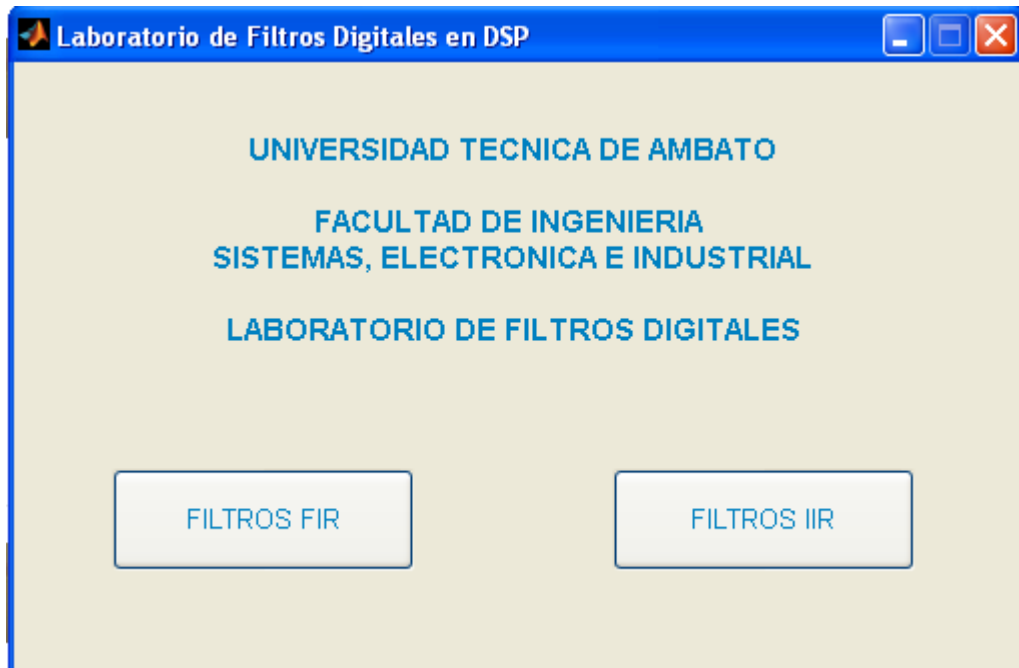 Laboratorio de Filtros Digitales en DSP
UNIVERSIDAD TECNICA DE AMBATO
FACULTAD DE INGENIERIA
SISTEMAS, ELECTRONICA E INDUSTRIAL
LABORATORIO DE FILTROS DIGITALES
FILTROS FIR
FILTROS IIR